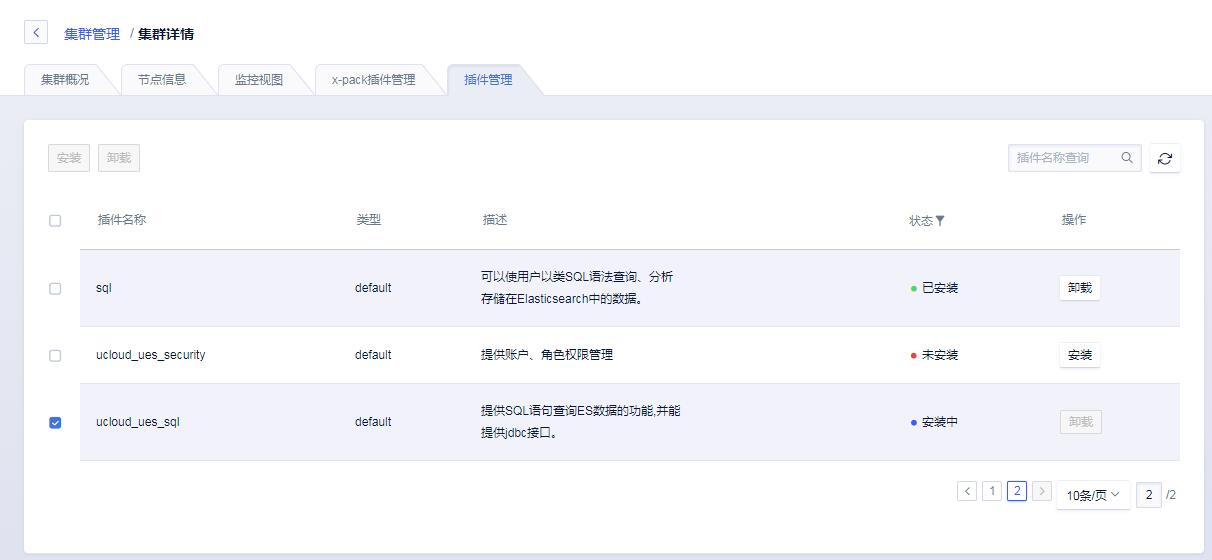 集群管理 / 集群详情
集群概况 节点信息 监控视图 x-pack插件管理 插件管理
安装 卸载 插件名称查询
插件名称 类型 描述 状态 操作
sql default 可以使用户以类SQL语法查询、分析 已安装 卸载
存储在Elasticsearch中的数据。
ucloud_ues_security default 提供账户、角色权限管理 未安装 安装
ucloud_ues_sql default 提供SQL语句查询ES数据的功能,并能 安装中 卸载
提供jdbc接口。
1 2 10条/页 2 /2